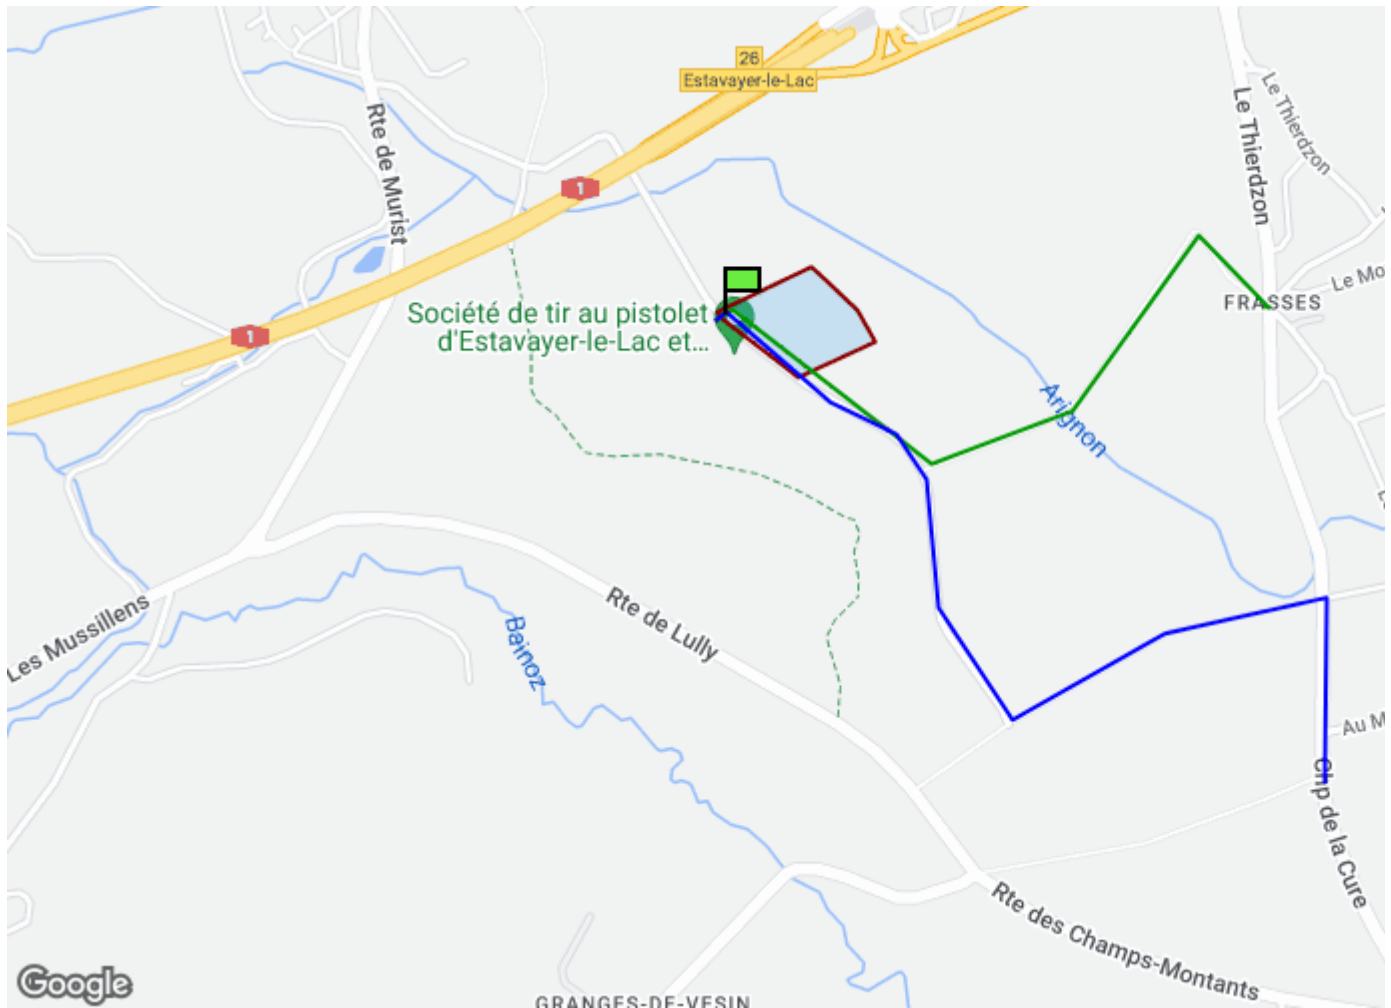 26
Estavayer-le-Lac
Le Thierdzon
Le Thierdzon
Rte de Murist
1
Le Mo
FRASSES
Société de tir au pistolet
d'Estavayer-le-Lac et...
1
Arignon
Les Mussillens
Rte de Lully
Bainoz
Au M
Chp de la Cure
Rte des Champs-Montants
Google
GRANGES-DE-VESIN